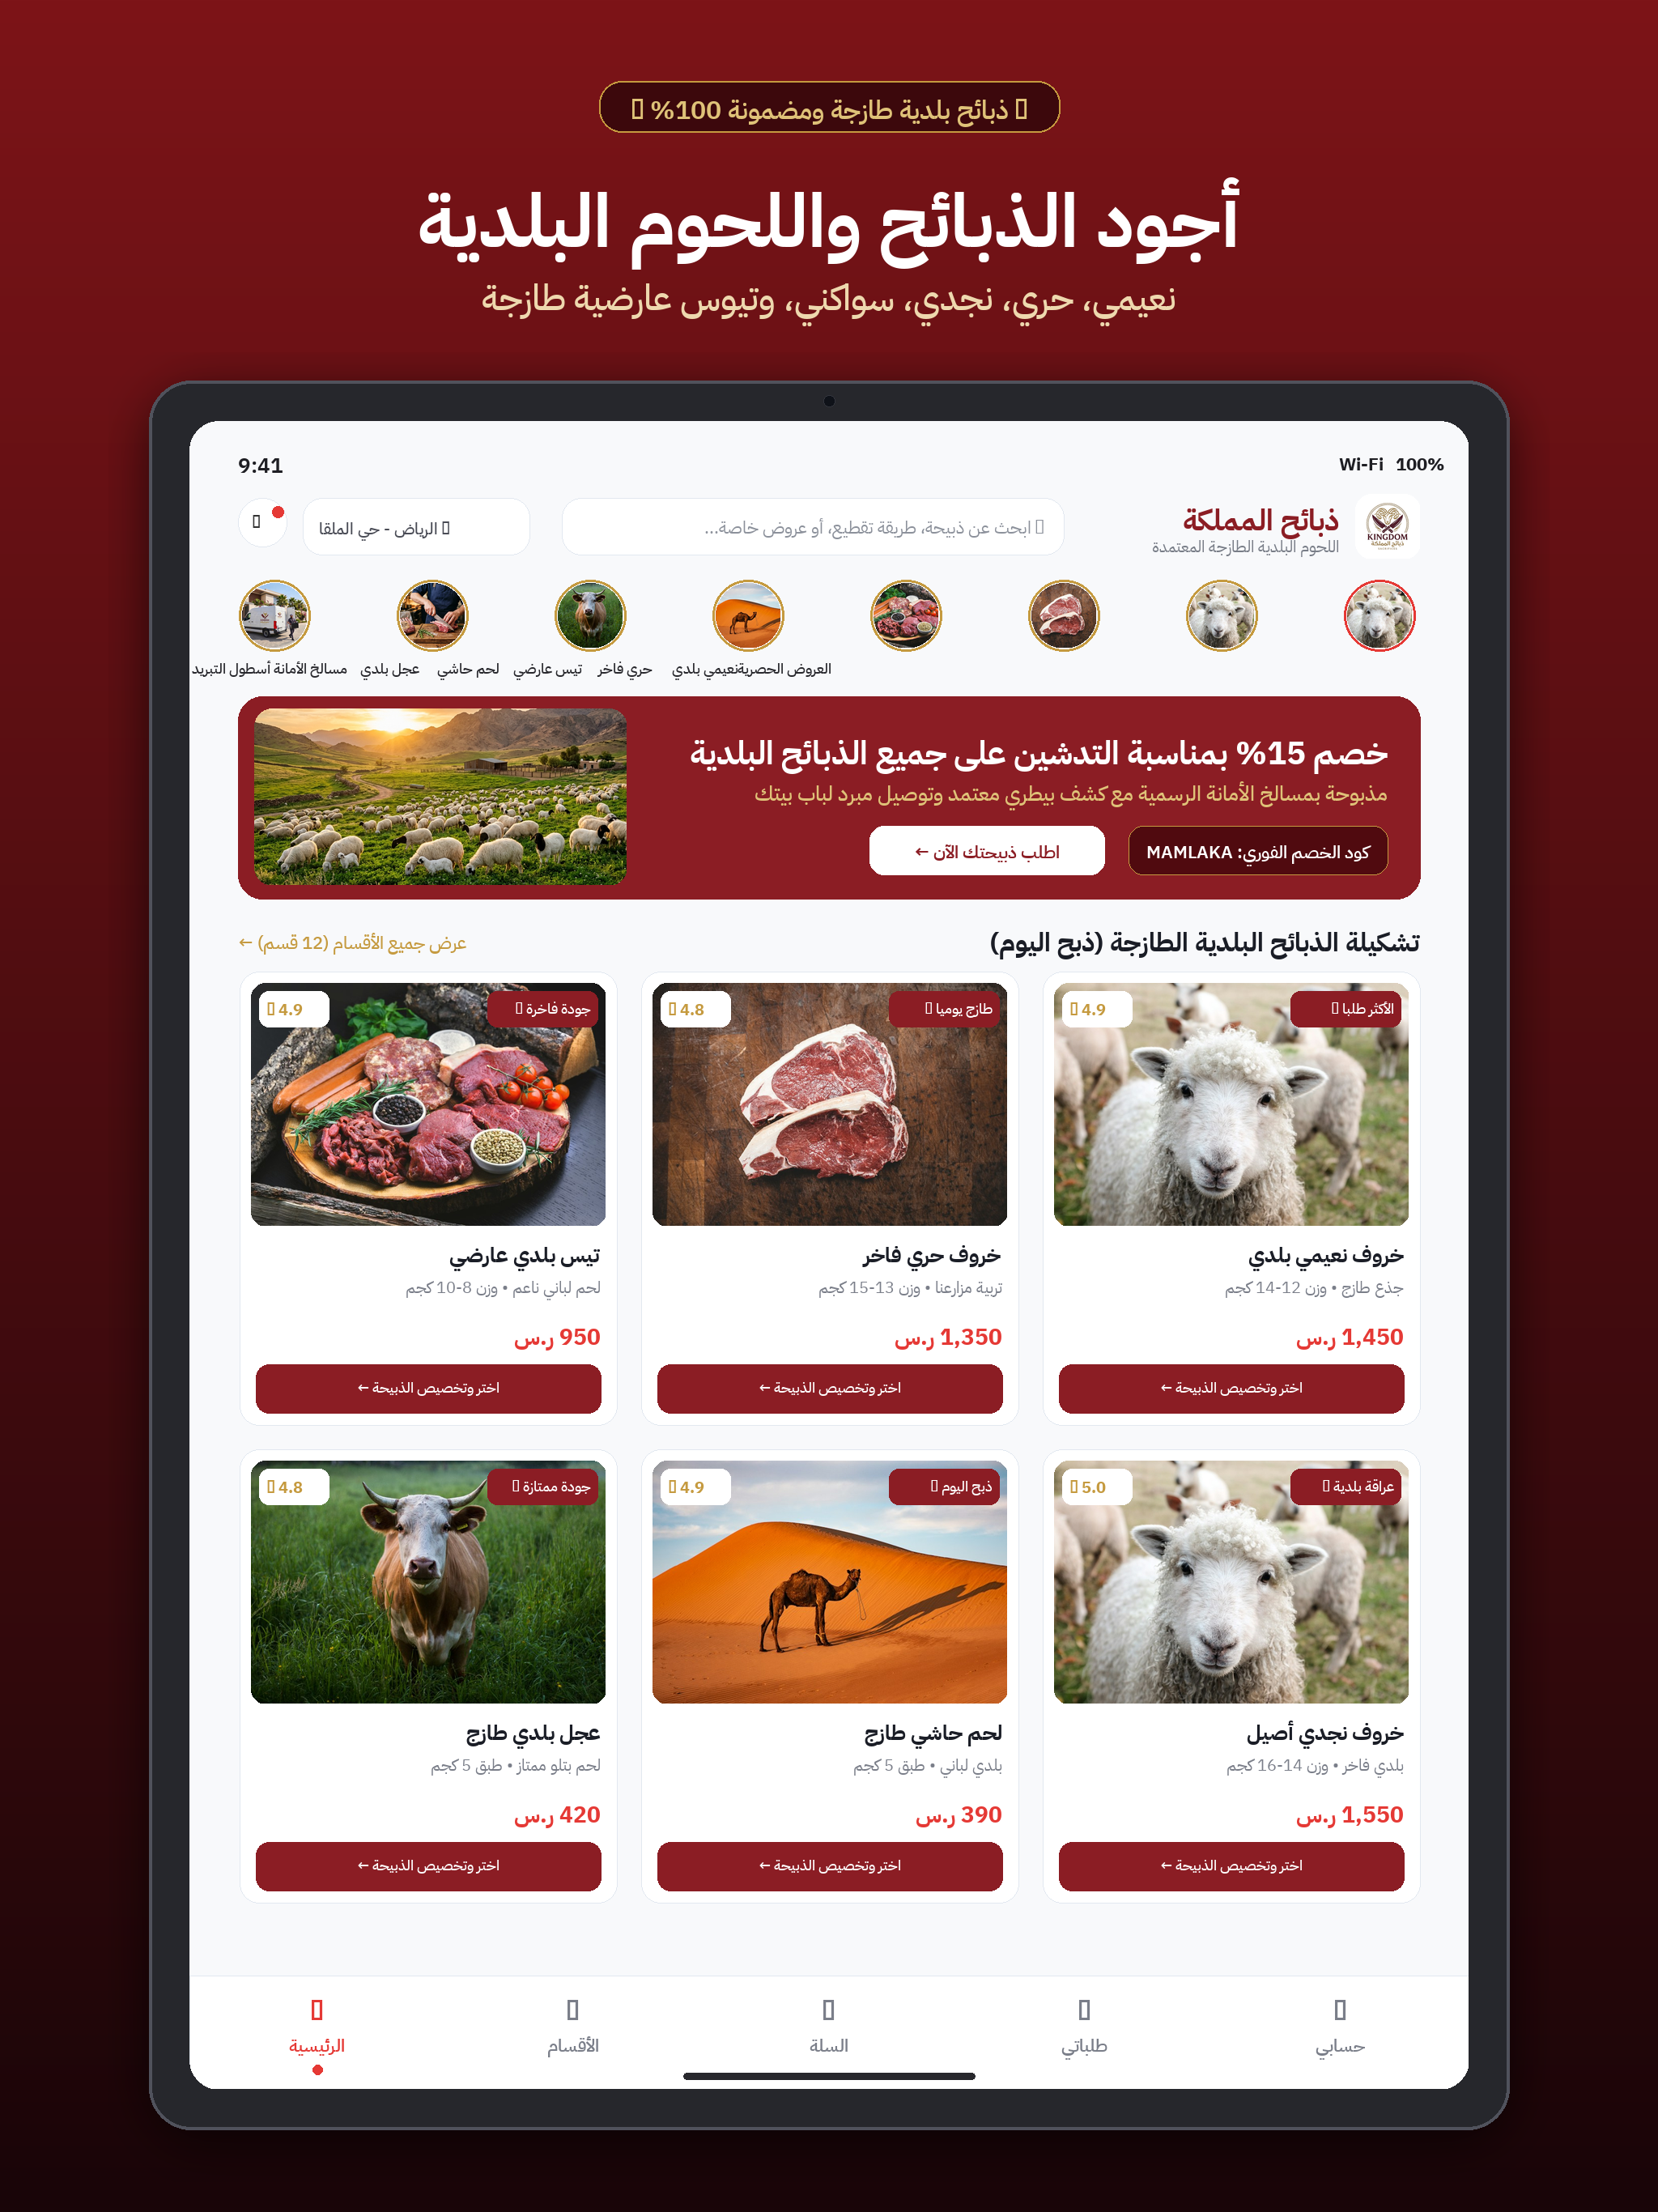 ذبائح بلدية طازجة ومضمونة 100%
أجود الذبائح واللحوم البلدية
نعيمي، حري، نجدي، سواكني، وتيوس عارضية طازجة
9:41
Wi-Fi 100%
KINGDOM
ذبائح المملكة
ذبائح المملكة
اللحوم البلدية الطازجة المعتمدة
ابحث عن ذبيحة، طريقة تقطيع، أو عروض خاصة...
الرياض - حي الملقا
العروض الحصرية
نعيمي بلدي
حري فاخر
تيس عارضي
لحم حاشي
عجل بلدي
مسالخ الأمانة
أسطول التبريد
خصم 15% بمناسبة التدشين على جميع الذبائح البلدية
مذبوحة بمسالخ الأمانة الرسمية مع كشف بيطري معتمد وتوصيل مبرد لباب بيتك
كود الخصم الفوري: MAMLAKA
اطلب ذبيحتك الآن ←
تشكيلة الذبائح البلدية الطازجة (ذبح اليوم)
عرض جميع الأقسام (12 قسم) ←
الأكثر طلبا
4.9
خروف نعيمي بلدي
جذع طازج • وزن 12-14 كجم
1,450 ر.س
اختر وتخصيص الذبيحة ←
طازج يوميا
4.8
خروف حري فاخر
تربية مزارعنا • وزن 13-15 كجم
1,350 ر.س
اختر وتخصيص الذبيحة ←
جودة فاخرة
4.9
تيس بلدي عارضي
لحم لباني ناعم • وزن 8-10 كجم
950 ر.س
اختر وتخصيص الذبيحة ←
عراقة بلدية
5.0
خروف نجدي أصيل
بلدي فاخر • وزن 14-16 كجم
1,550 ر.س
اختر وتخصيص الذبيحة ←
ذبح اليوم
4.9
لحم حاشي طازج
بلدي لباني • طبق 5 كجم
390 ر.س
اختر وتخصيص الذبيحة ←
جودة ممتازة
4.8
عجل بلدي طازج
لحم بتلو ممتاز • طبق 5 كجم
420 ر.س
اختر وتخصيص الذبيحة ←
حسابي
طلباتي
السلة
الأقسام
الرئيسية